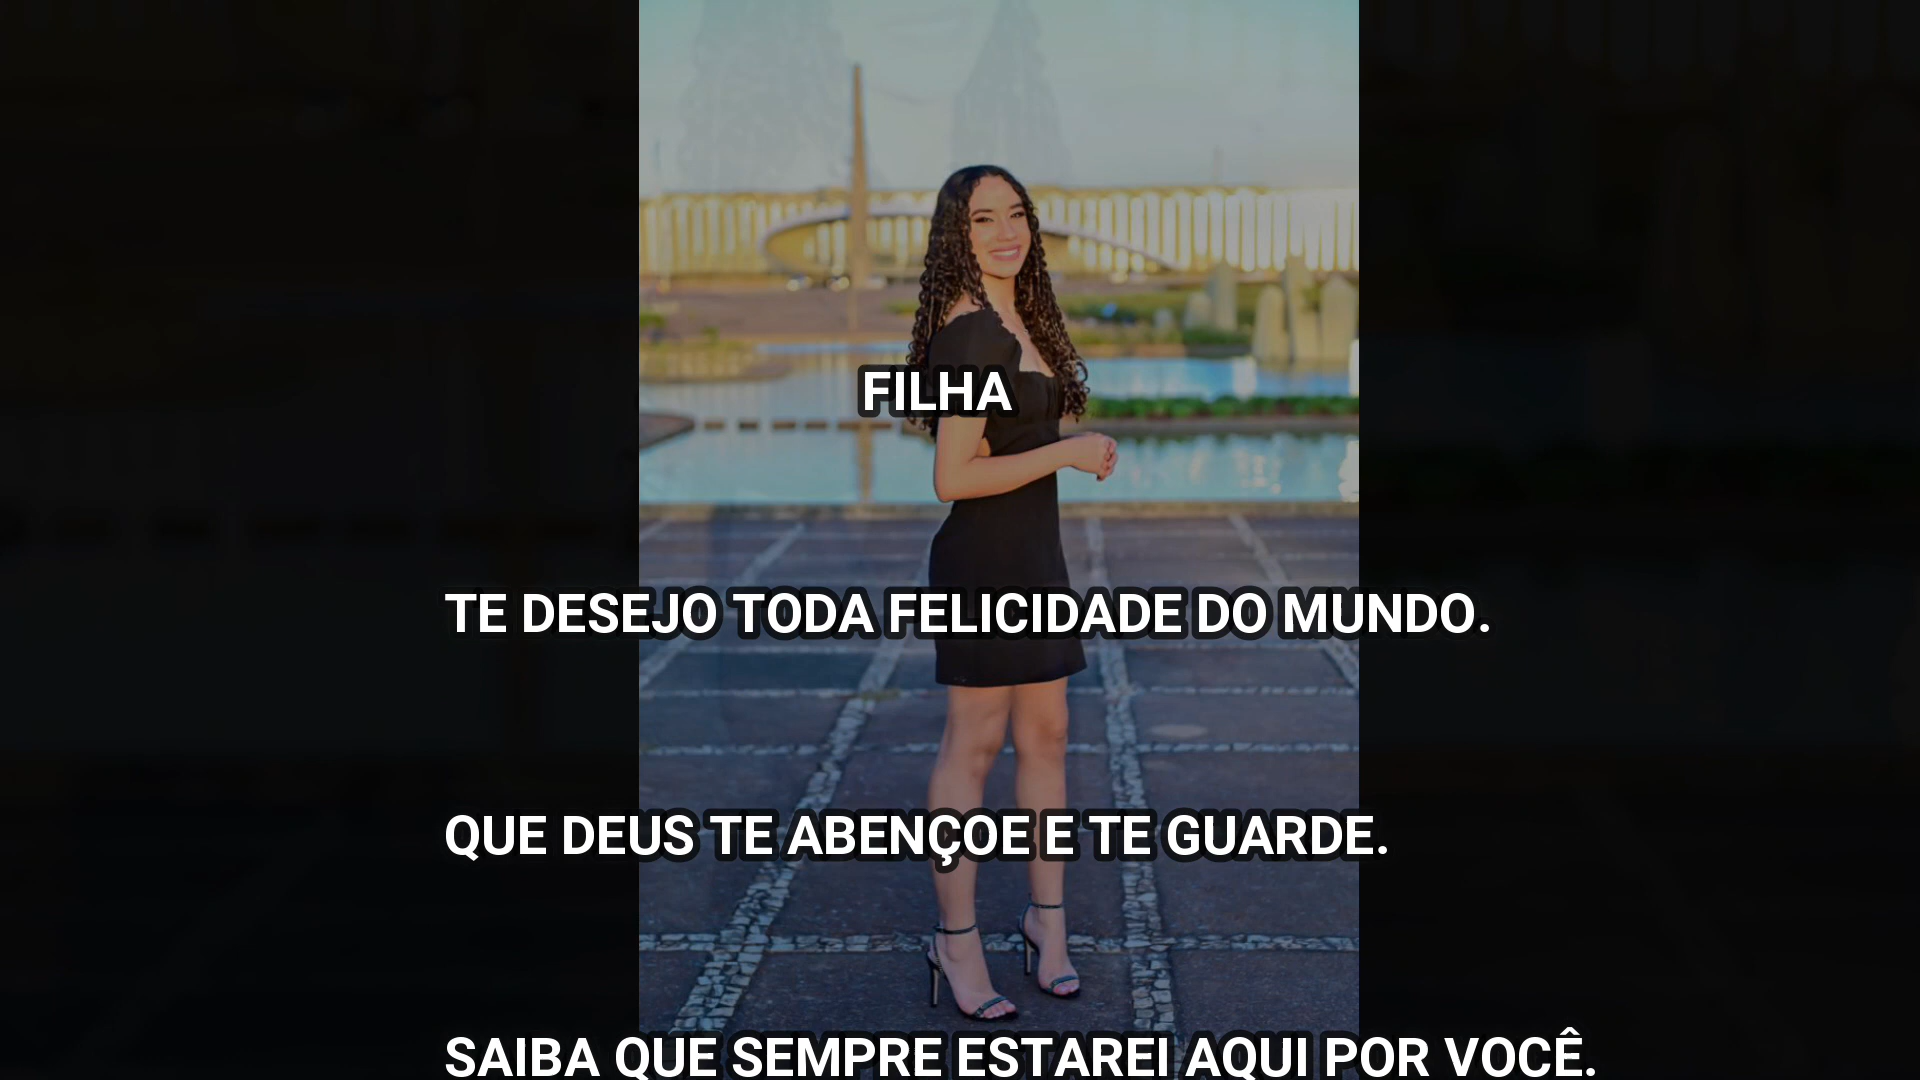 FILHA
TE DESEJO TODA FELICIDADE DO MUNDO.
QUE DEUS TE ABENÇOE E TE GUARDE.
SAIBA QUE SEMPRE ESTAREI AQUI POR VOCÊ.